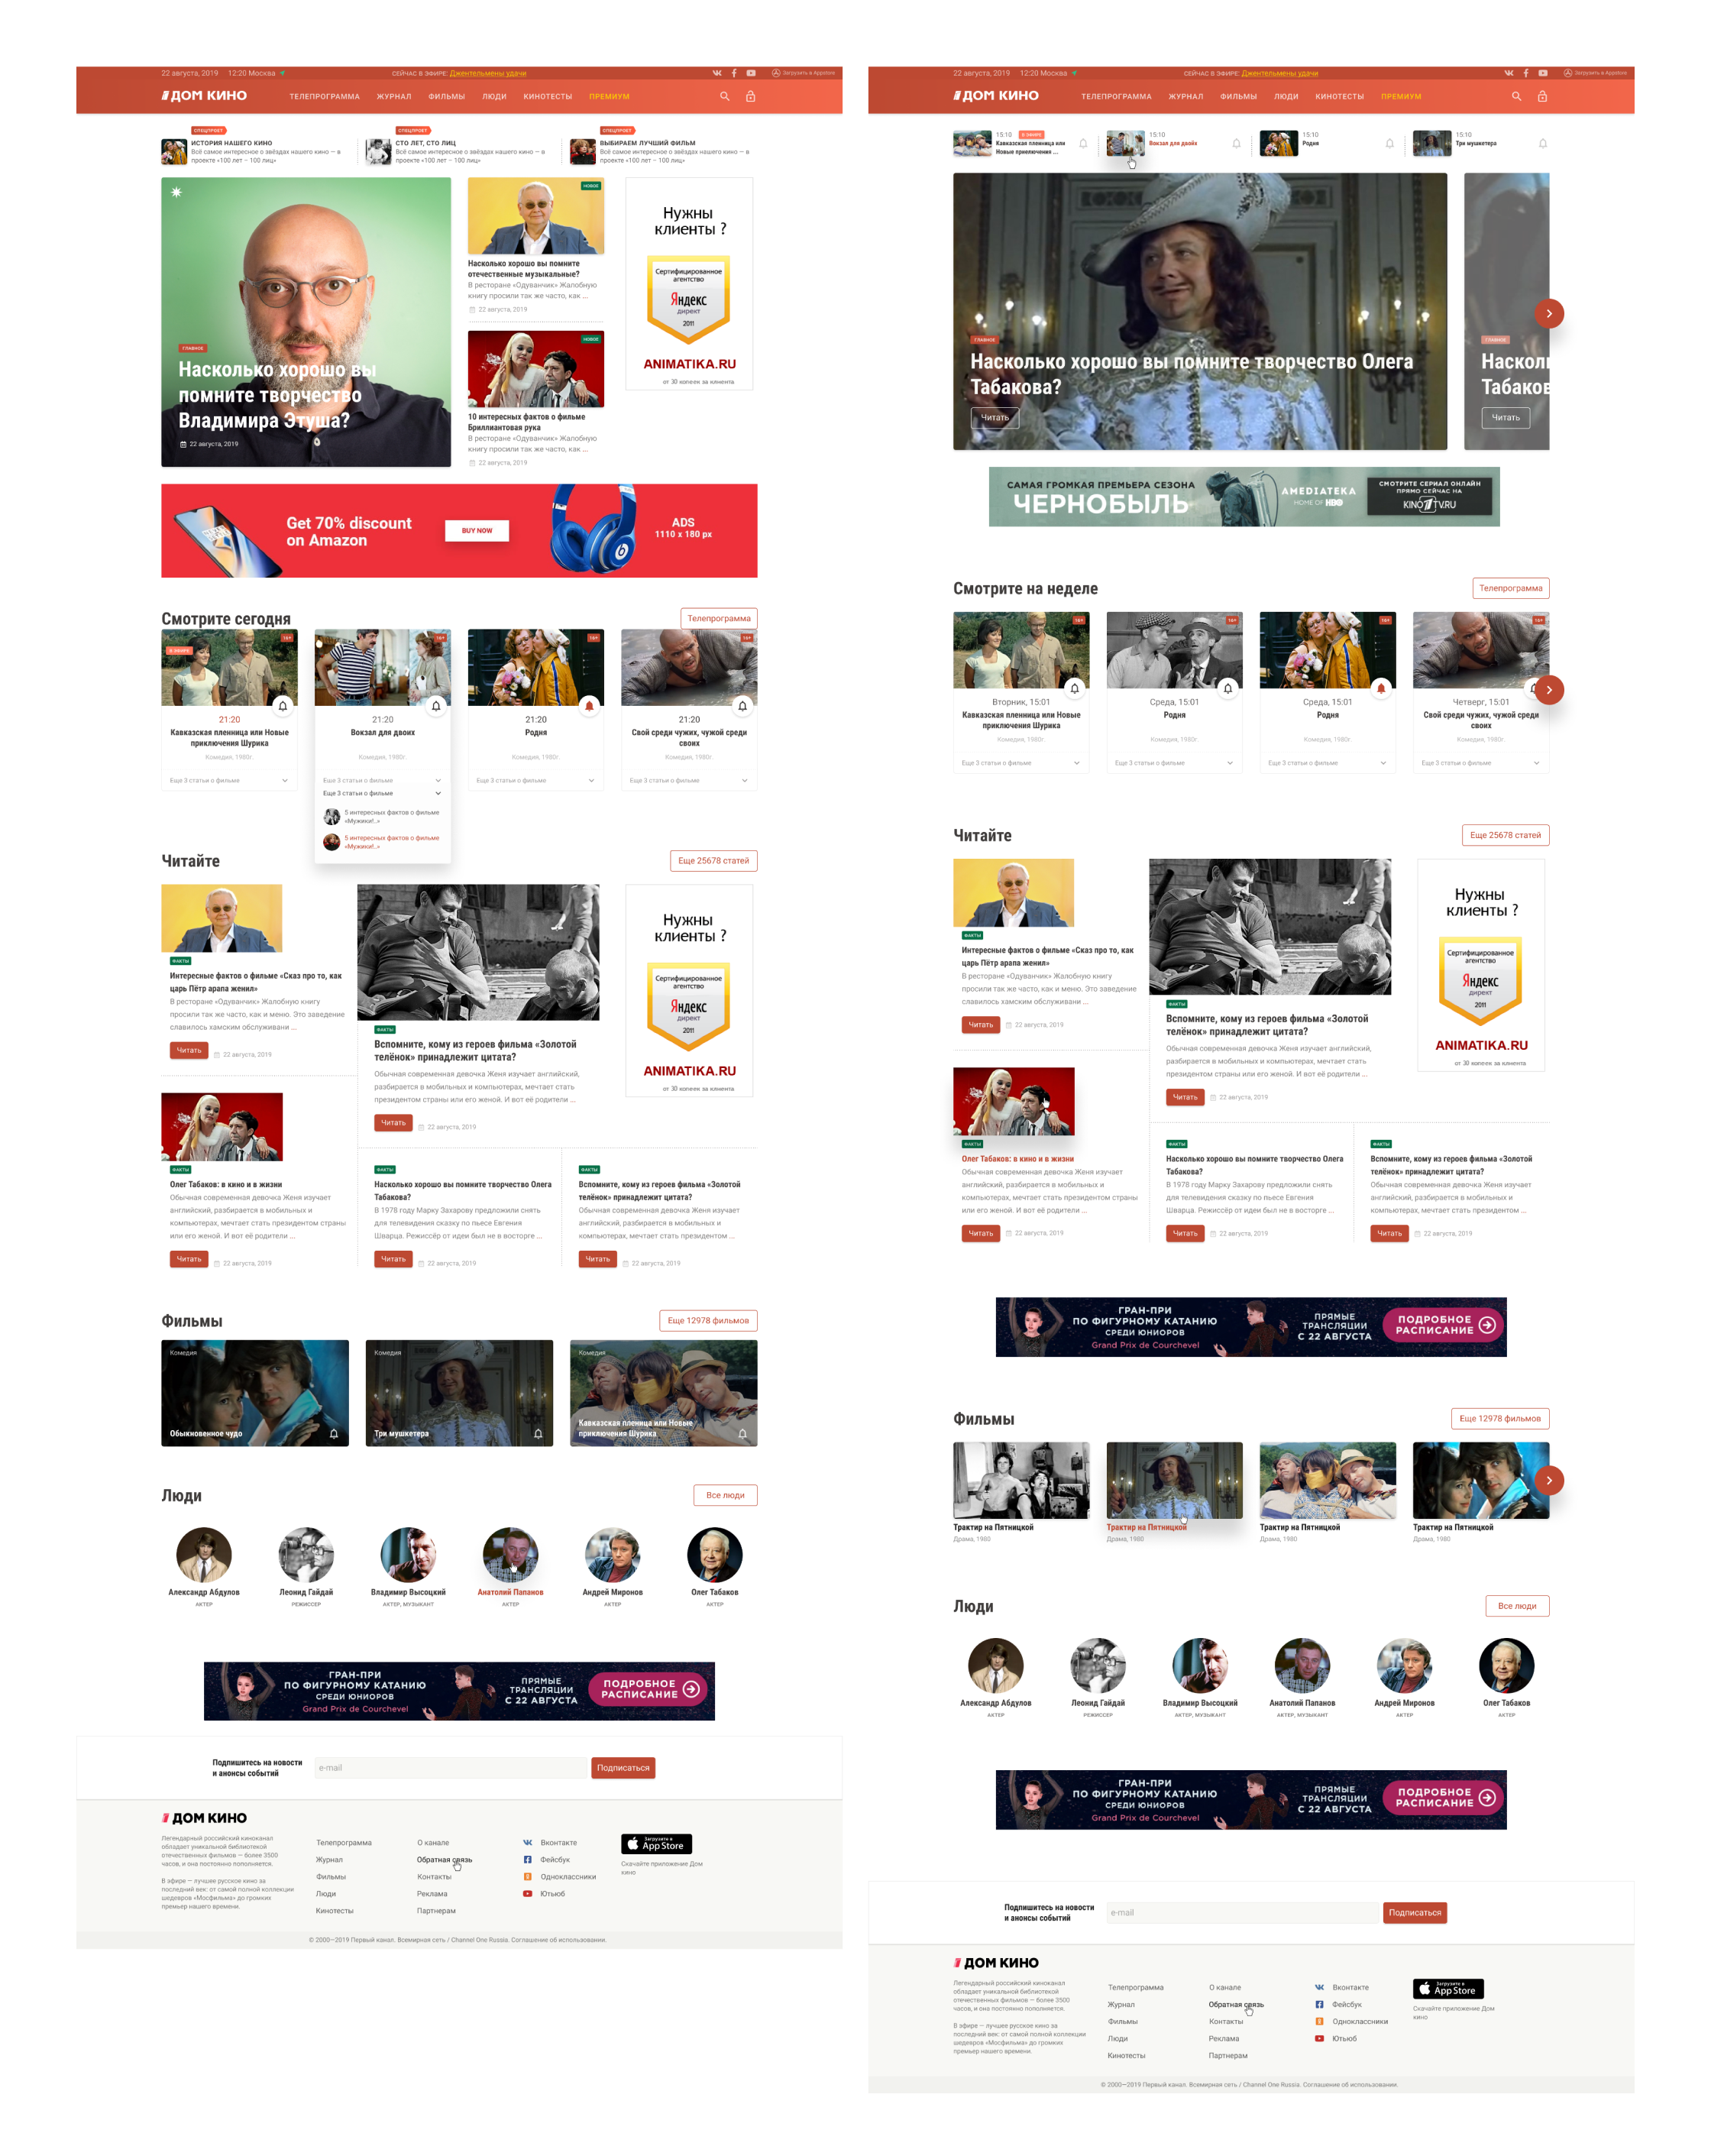 22 августа, 2019 12:20 Москва
СЕЙЧАС В ЭФИРЕ: Джентельмены удачи
Загрузить в Appstore
ДОМ КИНО
ТЕЛЕПРОГРАММА ЖУРНАЛ ФИЛЬМЫ ЛЮДИ КИНОТЕСТЫ ПРЕМИУМ
СПЕЦПРОЕКТ
ИСТОРИЯ НАШЕГО КИНО
Всё самое интересное о звёздах нашего кино — в
проекте «100 лет – 100 лиц»
СПЕЦПРОЕКТ
СТО ЛЕТ, СТО ЛИЦ
Всё самое интересное о звёздах нашего кино — в
проекте «100 лет – 100 лиц»
СПЕЦПРОЕКТ
ВЫБИРАЕМ ЛУЧШИЙ ФИЛЬМ
Всё самое интересное о звёздах нашего кино — в
проекте «100 лет – 100 лиц»
ГЛАВНОЕ
Насколько хорошо вы
помните творчество
Владимира Этуша?
22 августа, 2019
НОВОЕ
Насколько хорошо вы помните
отечественные музыкальные?
В ресторане «Одуванчик» Жалобную
книгу просили так же часто, как ...
22 августа, 2019
НОВОЕ
10 интересных фактов о фильме
Бриллиантовая рука
В ресторане «Одуванчик» Жалобную
книгу просили так же часто, как ...
22 августа, 2019
Нужны
клиенты ?
Сертифицированное
агентство
Яндекс
директ
2011
ANIMATIKA.RU
от 30 копеек за клиента
Get 70% discount
on Amazon
BUY NOW
ADS
1110 x 180 px
Смотрите сегодня
Телепрограмма
В ЭФИРЕ
16+
21:20
Кавказская пленница или Новые
приключения Шурика
Комедия, 1980г.
Еще 3 статьи о фильме
16+
21:20
Вокзал для двоих
Комедия, 1980г.
Еще 3 статьи о фильме
Еще 3 статьи о фильме
5 интересных фактов о фильме
«Мужики!..»
5 интересных фактов о фильме
«Мужики!..»
16+
21:20
Родня
Комедия, 1980г.
Еще 3 статьи о фильме
16+
21:20
Свой среди чужих, чужой среди
своих
Комедия, 1980г.
Еще 3 статьи о фильме
Читайте
Еще 25678 статей
ФАКТЫ
Интересные фактов о фильме «Сказ про то, как
царь Пётр арапа женил»
В ресторане «Одуванчик» Жалобную книгу
просили так же часто, как и меню. Это заведение
славилось хамским обслуживани ...
Читать 22 августа, 2019
ФАКТЫ
Вспомните, кому из героев фильма «Золотой
телёнок» принадлежит цитата?
Обычная современная девочка Женя изучает английский,
разбирается в мобильных и компьютерах, мечтает стать
президентом страны или его женой. И вот её родители ...
Читать 22 августа, 2019
Нужны
клиенты ?
Сертифицированное
агентство
Яндекс
директ
2011
ANIMATIKA.RU
от 30 копеек за клиента
ФАКТЫ
Олег Табаков: в кино и в жизни
Обычная современная девочка Женя изучает
английский, разбирается в мобильных и
компьютерах, мечтает стать президентом страны
или его женой. И вот её родители ...
Читать 22 августа, 2019
ФАКТЫ
Насколько хорошо вы помните творчество Олега
Табакова?
В 1978 году Марку Захарову предложили снять
для телевидения сказку по пьесе Евгения
Шварца. Режиссёр от идеи был не в восторге ...
Читать 22 августа, 2019
ФАКТЫ
Вспомните, кому из героев фильма «Золотой
телёнок» принадлежит цитата?
Обычная современная девочка Женя изучает
английский, разбирается в мобильных и
компьютерах, мечтает стать президентом ...
Читать 22 августа, 2019
Фильмы
Еще 12978 фильмов
Комедия
Обыкновенное чудо
Комедия
Три мушкетера
Комедия
Кавказская пленица или Новые
приключения Шурика
Люди
Все люди
Александр Абдулов
АКТЕР
Леонид Гайдай
РЕЖИССЕР
Владимир Высоцкий
АКТЕР, МУЗЫКАНТ
Анатолий Папанов
АКТЕР
Андрей Миронов
АКТЕР
Олег Табаков
АКТЕР
ГРАН-ПРИ
ПО ФИГУРНОМУ КАТАНИЮ
СРЕДИ ЮНИОРОВ
Grand Prix de Courchevel
ПРЯМЫЕ
ТРАНСЛЯЦИИ
С 22 АВГУСТА
ПОДРОБНОЕ
РАСПИСАНИЕ
Подпишитесь на новости
и анонсы событий
e-mail
Подписаться
ДОМ КИНО
Легендарный российский киноканал
обладает уникальной библиотекой
отечественных фильмов — более 3500
часов, и она постоянно пополняется.
В эфире — лучшее русское кино за
последний век: от самой полной коллекции
шедевров «Мосфильма» до громких
премьер нашего времени.
Телепрограмма
Журнал
Фильмы
Люди
Кинотесты
О канале
Обратная связь
Контакты
Реклама
Партнерам
Вконтакте
Фейсбук
Одноклассники
Ютьюб
Загрузите в
App Store
Скачайте приложение Дом
кино
© 2000—2019 Первый канал. Всемирная сеть / Channel One Russia. Соглашение об использовании.
22 августа, 2019 12:20 Москва
СЕЙЧАС В ЭФИРЕ: Джентельмены удачи
Загрузить в Appstore
ДОМ КИНО
ТЕЛЕПРОГРАММА ЖУРНАЛ ФИЛЬМЫ ЛЮДИ КИНОТЕСТЫ ПРЕМИУМ
15:10 В ЭФИРЕ
Кавказская пленница или
Новые приключения ...
15:10
Вокзал для двойх
15:10
Родня
15:10
Три мушкетера
ГЛАВНОЕ
Насколько хорошо вы помните творчество Олега
Табакова?
Читать
ГЛАВНОЕ
Наскол
Табаков
Читать
САМАЯ ГРОМКАЯ ПРЕМЬЕРА СЕЗОНА
ЧЕРНОБЫЛЬ
AMEDIATEKA
HOME OF HBO
СМОТРИТЕ СЕРИАЛ ОНЛАЙН
ПРЯМО СЕЙЧАС НА
KINO1TV.RU
Смотрите на неделе
Телепрограмма
16+
Вторник, 15:01
Кавказская пленница или Новые
приключения Шурика
Комедия, 1980г.
Еще 3 статьи о фильме
16+
Среда, 15:01
Родня
Комедия, 1980г.
Еще 3 статьи о фильме
16+
Среда, 15:01
Родня
Комедия, 1980г.
Еще 3 статьи о фильме
16+
Четверг, 15:01
Свой среди чужих, чужой среди
своих
Комедия, 1980г.
Еще 3 статьи о фильме
Читайте
Еще 25678 статей
ФАКТЫ
Интересные фактов о фильме «Сказ про то, как
царь Пётр арапа женил»
В ресторане «Одуванчик» Жалобную книгу
просили так же часто, как и меню. Это заведение
славилось хамским обслуживани ...
Читать 22 августа, 2019
ФАКТЫ
Вспомните, кому из героев фильма «Золотой
телёнок» принадлежит цитата?
Обычная современная девочка Женя изучает английский,
разбирается в мобильных и компьютерах, мечтает стать
президентом страны или его женой. И вот её родители ...
Читать 22 августа, 2019
Нужны
клиенты ?
Сертифицированное
агентство
Яндекс
директ
2011
ANIMATIKA.RU
от 30 копеек за клиента
ФАКТЫ
Олег Табаков: в кино и в жизни
Обычная современная девочка Женя изучает
английский, разбирается в мобильных и
компьютерах, мечтает стать президентом страны
или его женой. И вот её родители ...
Читать 22 августа, 2019
ФАКТЫ
Насколько хорошо вы помните творчество Олега
Табакова?
В 1978 году Марку Захарову предложили снять
для телевидения сказку по пьесе Евгения
Шварца. Режиссёр от идеи был не в восторге ...
Читать 22 августа, 2019
ФАКТЫ
Вспомните, кому из героев фильма «Золотой
телёнок» принадлежит цитата?
Обычная современная девочка Женя изучает
английский, разбирается в мобильных и
компьютерах, мечтает стать президентом ...
Читать 22 августа, 2019
ГРАН-ПРИ
ПО ФИГУРНОМУ КАТАНИЮ
СРЕДИ ЮНИОРОВ
Grand Prix de Courchevel
ПРЯМЫЕ
ТРАНСЛЯЦИИ
С 22 АВГУСТА
ПОДРОБНОЕ
РАСПИСАНИЕ
Фильмы
Еще 12978 фильмов
Трактир на Пятницкой
Драма, 1980
Трактир на Пятницкой
Драма, 1980
Трактир на Пятницкой
Драма, 1980
Трактир на Пятницкой
Драма, 1980
Люди
Все люди
Александр Абдулов
АКТЕР
Леонид Гайдай
РЕЖИССЕР
Владимир Высоцкий
АКТЕР, МУЗЫКАНТ
Анатолий Папанов
АКТЕР, МУЗЫКАНТ
Андрей Миронов
АКТЕР
Олег Табаков
АКТЕР
ГРАН-ПРИ
ПО ФИГУРНОМУ КАТАНИЮ
СРЕДИ ЮНИОРОВ
Grand Prix de Courchevel
ПРЯМЫЕ
ТРАНСЛЯЦИИ
С 22 АВГУСТА
ПОДРОБНОЕ
РАСПИСАНИЕ
Подпишитесь на новости
и анонсы событий
e-mail
Подписаться
ДОМ КИНО
Легендарный российский киноканал
обладает уникальной библиотекой
отечественных фильмов — более 3500
часов, и она постоянно пополняется.
В эфире — лучшее русское кино за
последний век: от самой полной коллекции
шедевров «Мосфильма» до громких
премьер нашего времени.
Телепрограмма
Журнал
Фильмы
Люди
Кинотесты
О канале
Обратная связь
Контакты
Реклама
Партнерам
Вконтакте
Фейсбук
Одноклассники
Ютьюб
Загрузите в
App Store
Скачайте приложение Дом
кино
© 2000—2019 Первый канал. Всемирная сеть / Channel One Russia. Соглашение об использовании.